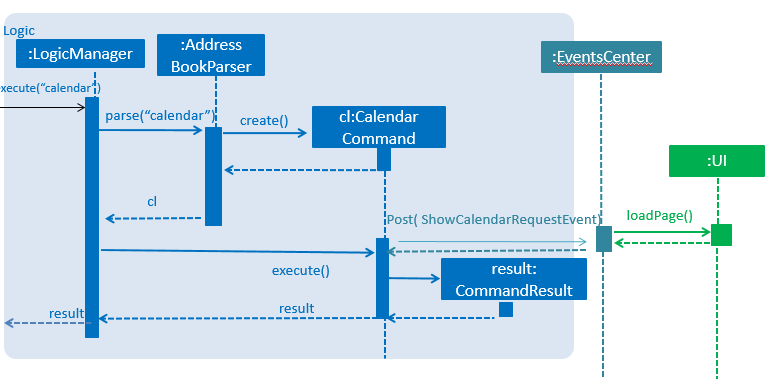 Logic
:LogicManager
:Address
BookParser
:EventsCenter
execute(“calendar”)
parse(“calendar”)
create()
cl:Calendar
Command
:UI
cl
Post( ShowCalendarRequestEvent)
loadPage()
execute()
result:
CommandResult
result
result